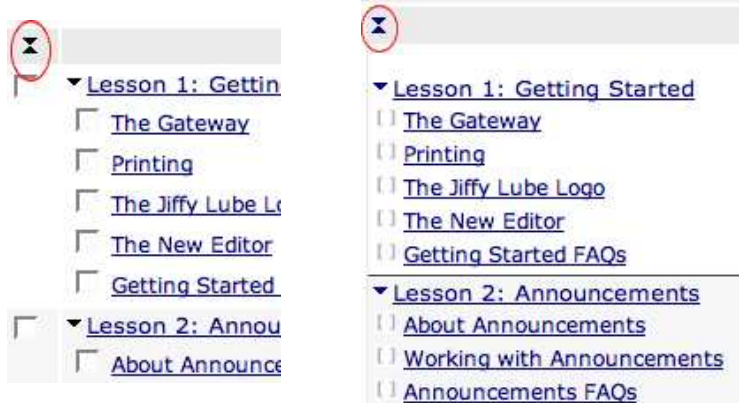 Lesson 1: Gettin
The Gateway
Printing
The Jiffy Lube Lo
The New Editor
Getting Started
Lesson 2: Annou
About Announce
Lesson 1: Getting Started
The Gateway
Printing
The Jiffy Lube Logo
The New Editor
Getting Started FAQs
Lesson 2: Announcements
About Announcements
Working with Announcements
Announcements FAQs